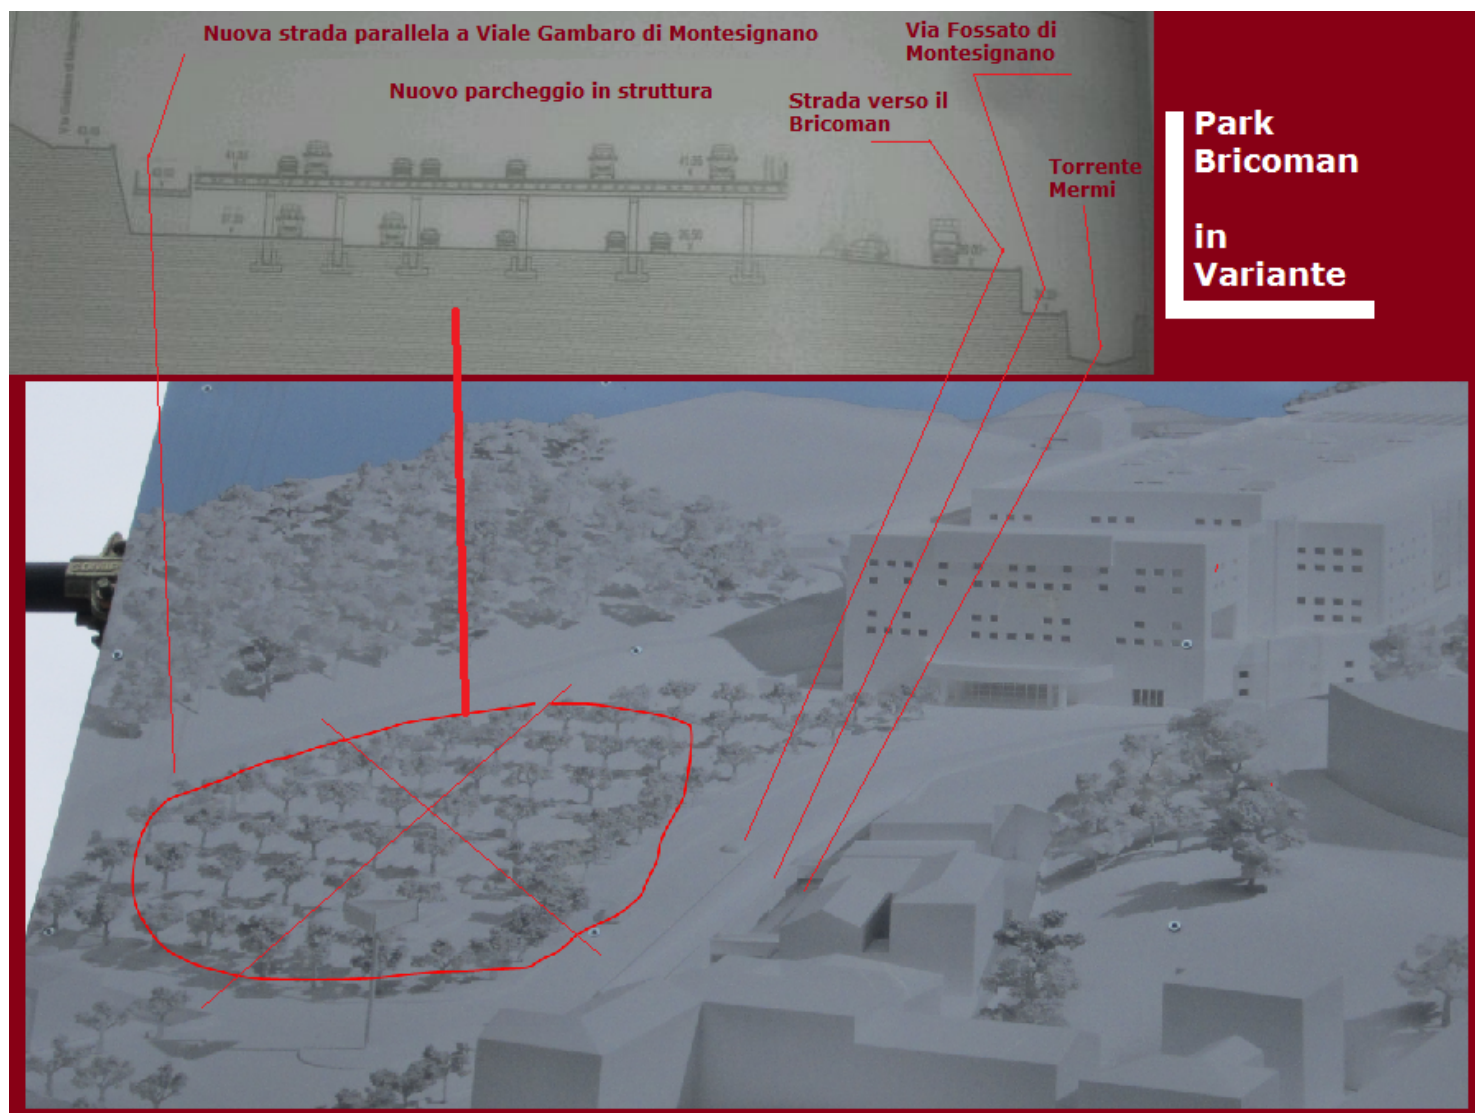 Nuova strada parallela a Viale Gambaro di Montesignano
Via Fossato di
Montesignano
Nuovo parcheggio in struttura
Strada verso il
Bricoman
Torrente
Mermi
Park
Bricoman
in
Variante